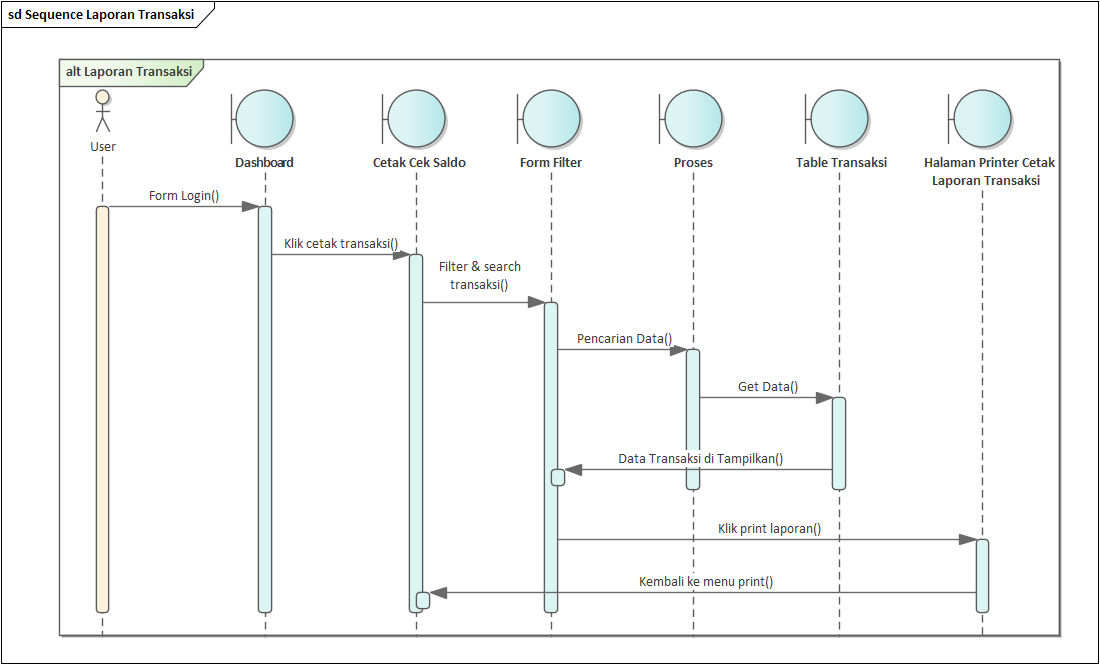 sd Sequence Laporan Transaksi
alt Laporan Transaksi
User
Dashboard
Cetak Cek Saldo
Form Filter
Proses
Table Transaksi
Halaman Printer Cetak
Laporan Transaksi
Form Login()
Klik cetak transaksi()
Filter & search
transaksi()
Pencarian Data()
Get Data()
Data Transaksi di Tampilkan()
Klik print laporan()
Kembali ke menu print()